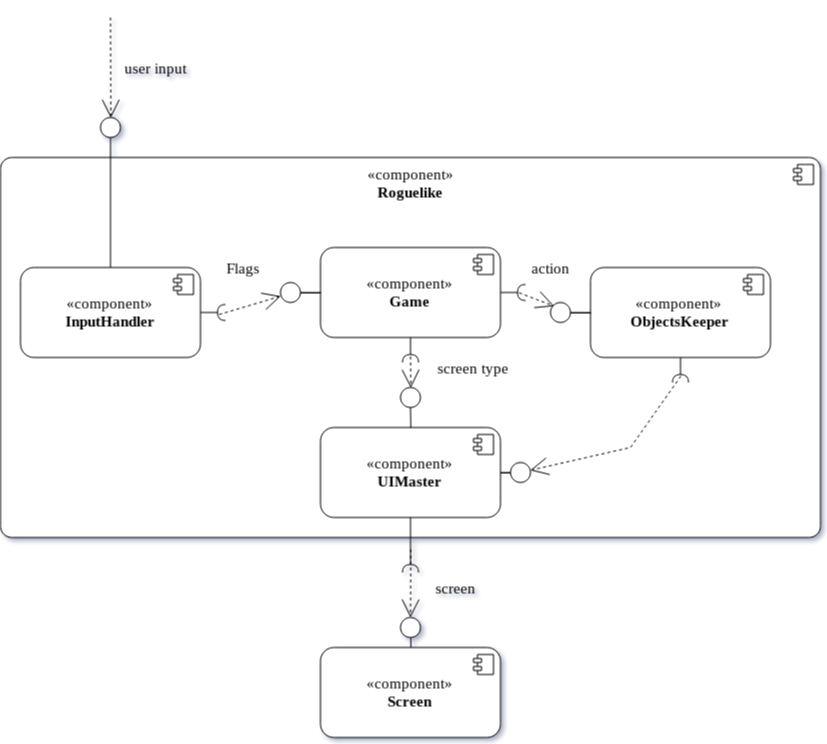 user input
«component»
Roguelike
Flags
action
«component»
InputHandler
«component»
Game
«component»
ObjectsKeeper
screen type
«component»
UIMaster
screen
«component»
Screen